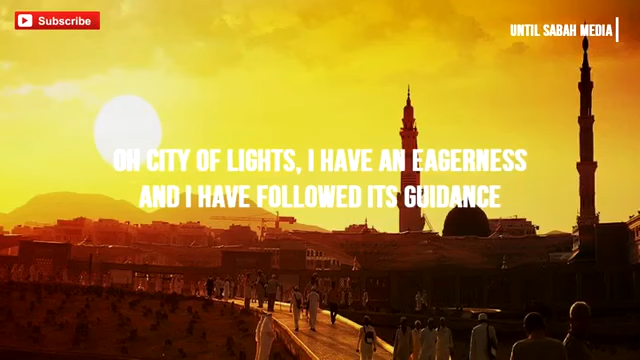 Subscribe
UNTIL SABAH MEDIA
OH CITY OF LIGHTS, I HAVE AN EAGERNESS
AND I HAVE FOLLOWED ITS GUIDANCE